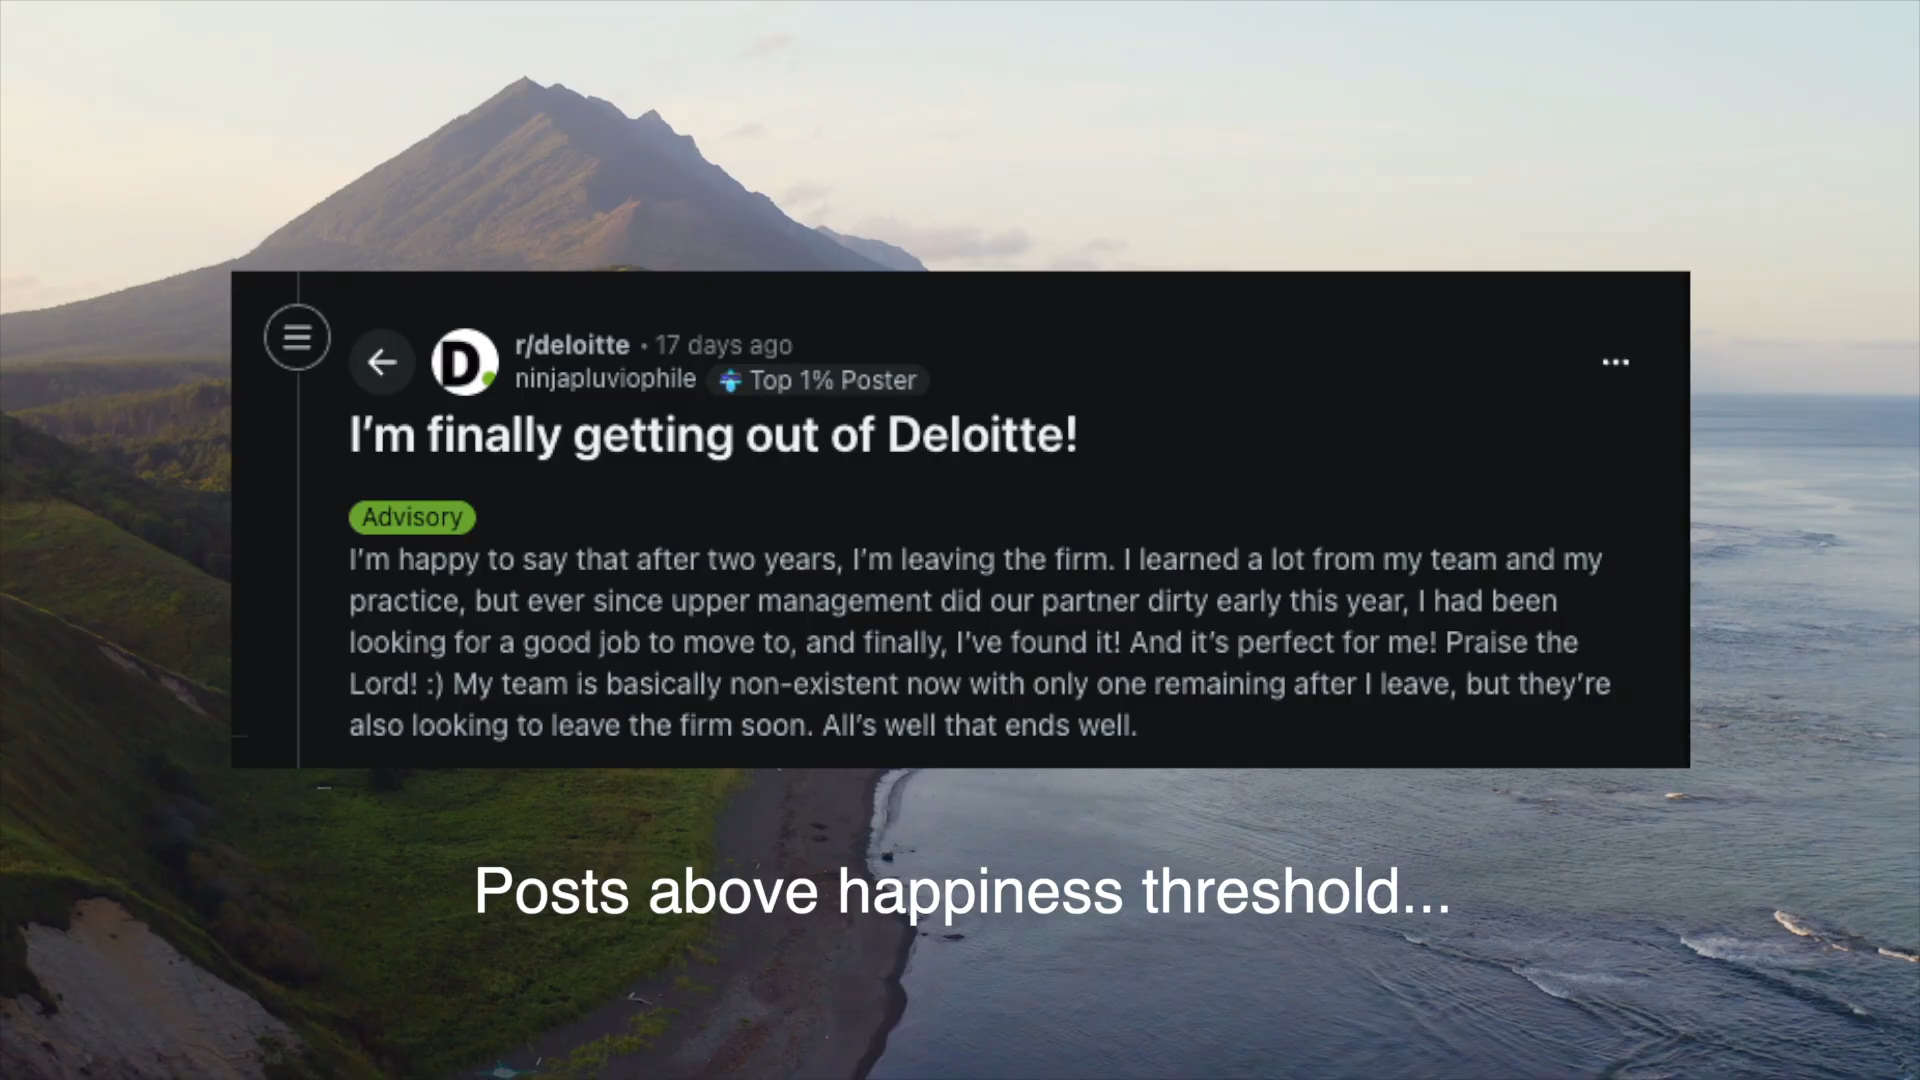 r/deloitte • 17 days ago
ninjapluviophile Top 1% Poster
I'm finally getting out of Deloitte!
Advisory
I'm happy to say that after two years, I'm leaving the firm. I learned a lot from my team and my
practice, but ever since upper management did our partner dirty early this year, I had been
looking for a good job to move to, and finally, I've found it! And it's perfect for me! Praise the
Lord! :) My team is basically non-existent now with only one remaining after I leave, but they're
also looking to leave the firm soon. All's well that ends well.
Posts above happiness threshold...